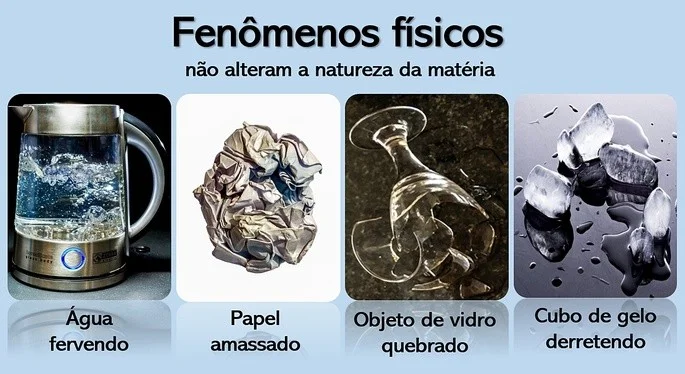 Fenômenos físicos
não alteram a natureza da matéria
Água
fervendo
Papel
amassado
Objeto de vidro
quebrado
Cubo de gelo
derretendo